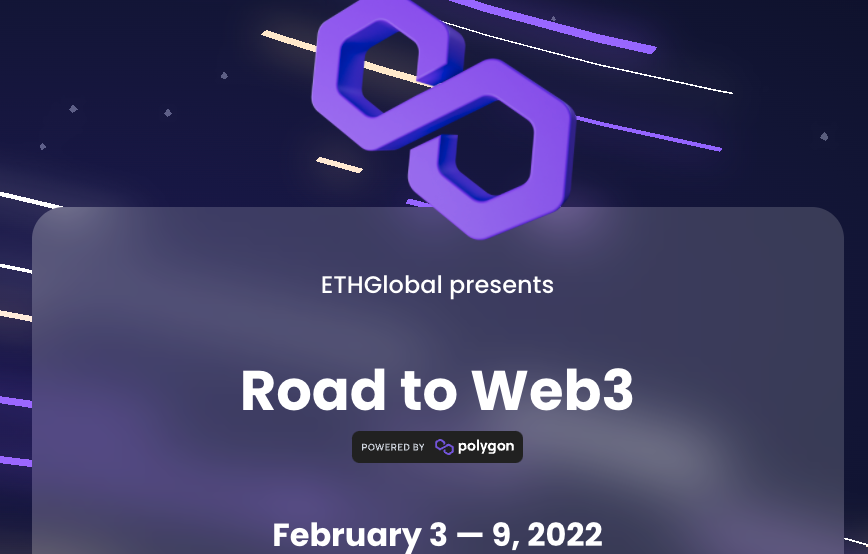 ETHGlobal presents
Road to Web3
POWERED BY polygon
February 3 — 9, 2022